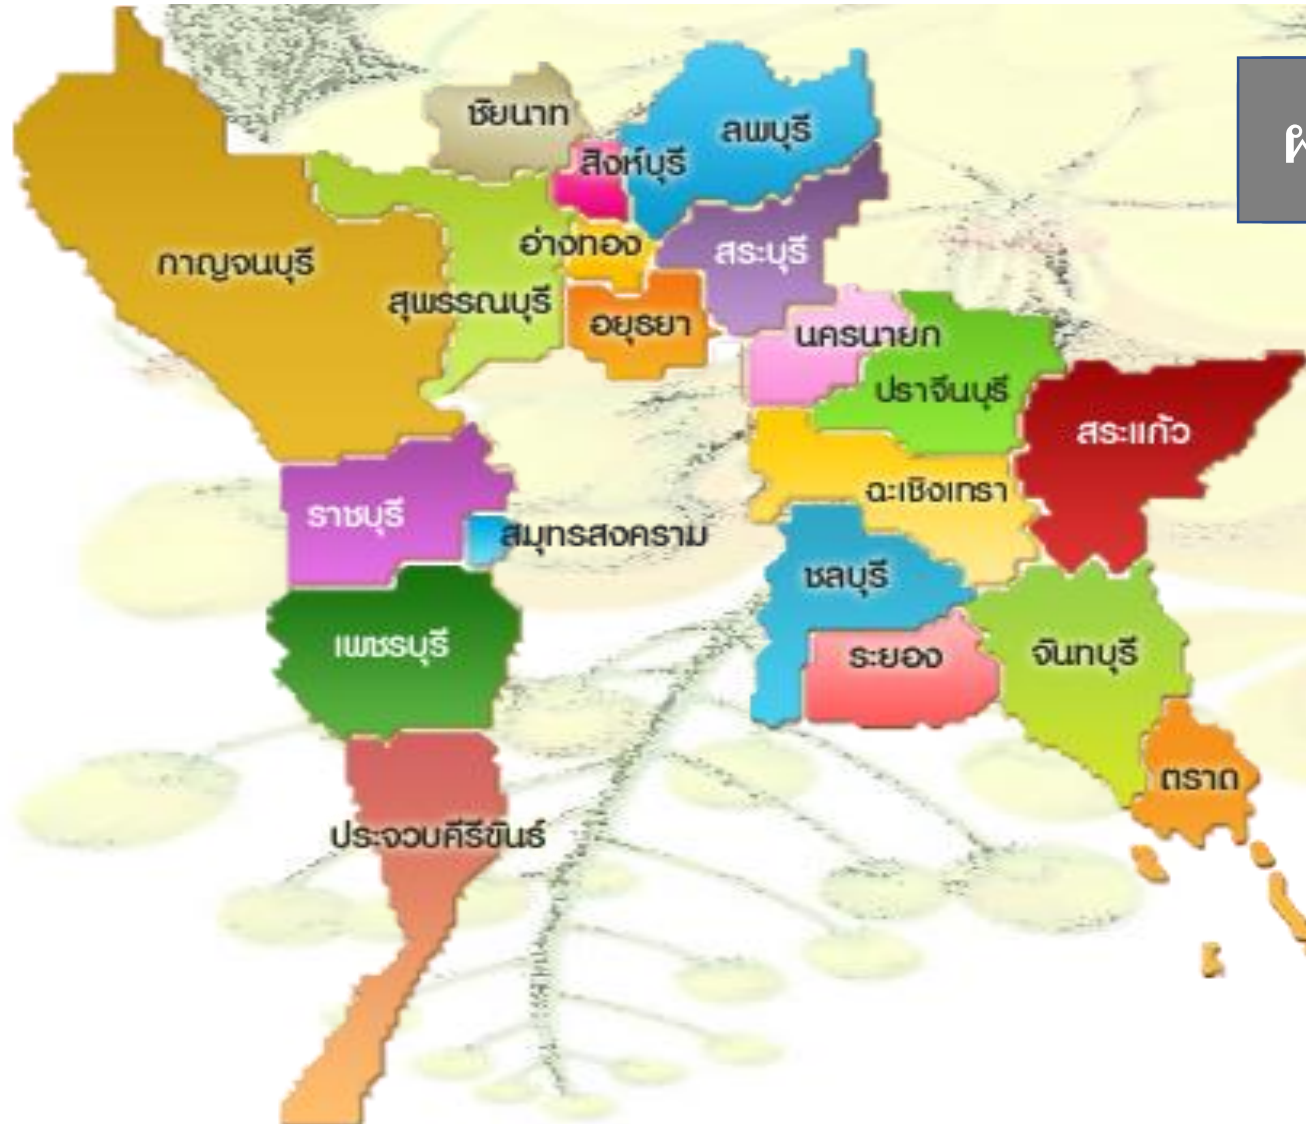 ชัยนาท
ลพบุรี
สิงห์บุรี
อ่างทอง
สระบุรี
กาญจนบุรี
สุพรรณบุรี
อยุธยา
นครนายก
ปราจีนบุรี
สระแก้ว
ฉะเชิงเทรา
ราชบุรี
สมุทรสงคราม
ชลบุรี
เพชรบุรี
ระยอง
จันทบุรี
ตราด
ประจวบคีรีขันธ์